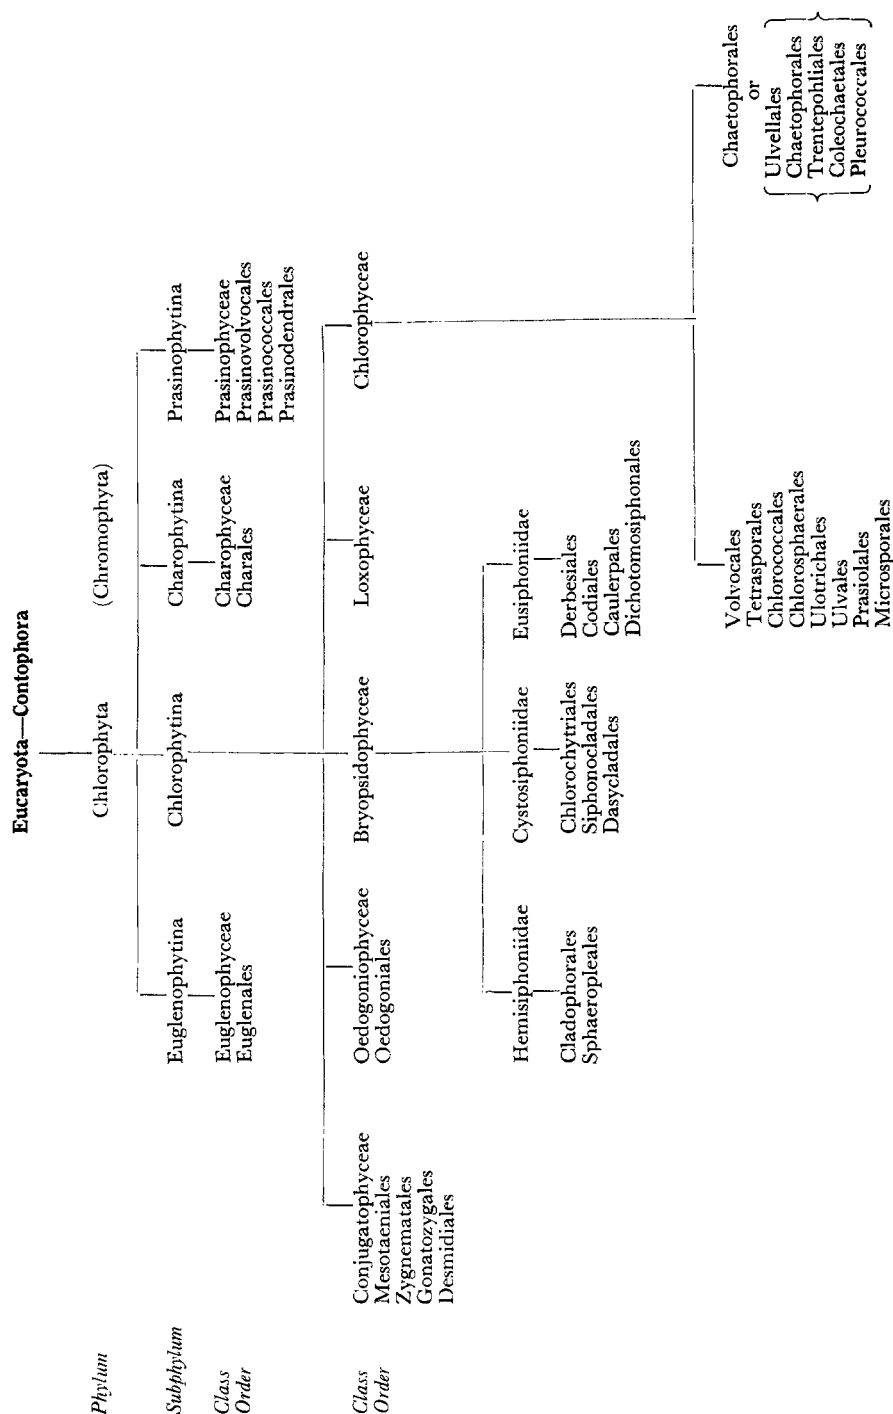 Eucaryota—Contophora
Phylum
Chlorophyta
(Chromophyta)
Subphylum
Euglenophytina
Chlorophytina
Charophytina
Prasinophytina
Class
Euglenophyceae
Charophyceae
Prasinophyceae
Order
Euglenales
Charales
Prasinovolvocales
Prasinococcales
Prasinodendrales
Class
Conjugatophyceae
Oedogoniophyceae
Bryopsidophyceae
Loxophyceae
Chlorophyceae
Order
Mesotaeniales
Oedogoniales
Zygnematales
Gonatozygales
Desmidiales
Hemisiphoniidae
Cystosiphoniidae
Eusiphoniidae
Cladophorales
Sphaeropleales
Chlorochytriales
Siphonocladales
Dasycladales
Derbesiales
Codiales
Caulerpales
Dichotomosiphonales
Volvocales
Tetrasporales
Chlorococcales
Chlorosphaerales
Ulotrichales
Ulvales
Prasiolales
Microsporales
Chaetophorales
or
Ulvellales
Chaetophorales
Trentepohliales
Coleochaetales
Pleurococcales